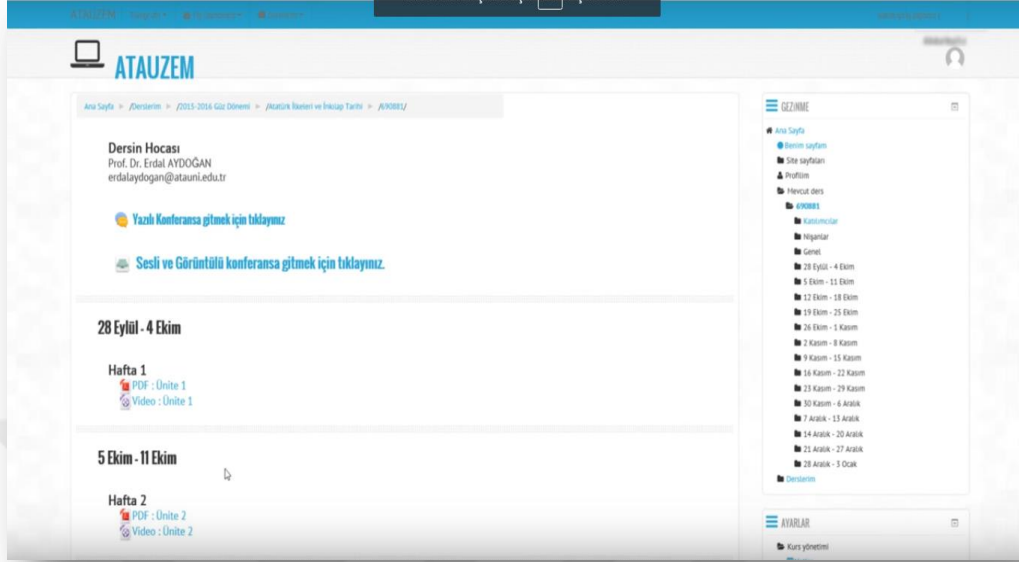 ATAUZEM
ATAUZEM
Ana Sayfa ► /Derslerim ► /2015-2016 Güz Dönemi ► /Atatürk İlkeleri ve İnkılap Tarihi ► /690881/
Dersin Hocası
Prof. Dr. Erdal AYDOĞAN
erdalaydogan@atauni.edu.tr
Yazılı Konferansa gitmek için tıklayınız
Sesli ve Görüntülü konferansa gitmek için tıklayınız.
28 Eylül - 4 Ekim
Hafta 1
PDF : Ünite 1
Video : Ünite 1
5 Ekim - 11 Ekim
Hafta 2
PDF : Ünite 2
Video : Ünite 2
GEZINME
Ana Sayfa
Benim sayfam
Site sayfaları
Profilim
Mevcut ders
690881
Katılımcılar
Nişanlar
Genel
28 Eylül - 4 Ekim
5 Ekim - 11 Ekim
12 Ekim - 18 Ekim
19 Ekim - 25 Ekim
26 Ekim - 1 Kasım
2 Kasım - 8 Kasım
9 Kasım - 15 Kasım
16 Kasım - 22 Kasım
23 Kasım - 29 Kasım
30 Kasım - 6 Aralık
7 Aralık - 13 Aralık
14 Aralık - 20 Aralık
21 Aralık - 27 Aralık
28 Aralık - 3 Ocak
Derslerim
AYARLAR
Kurs yönetimi